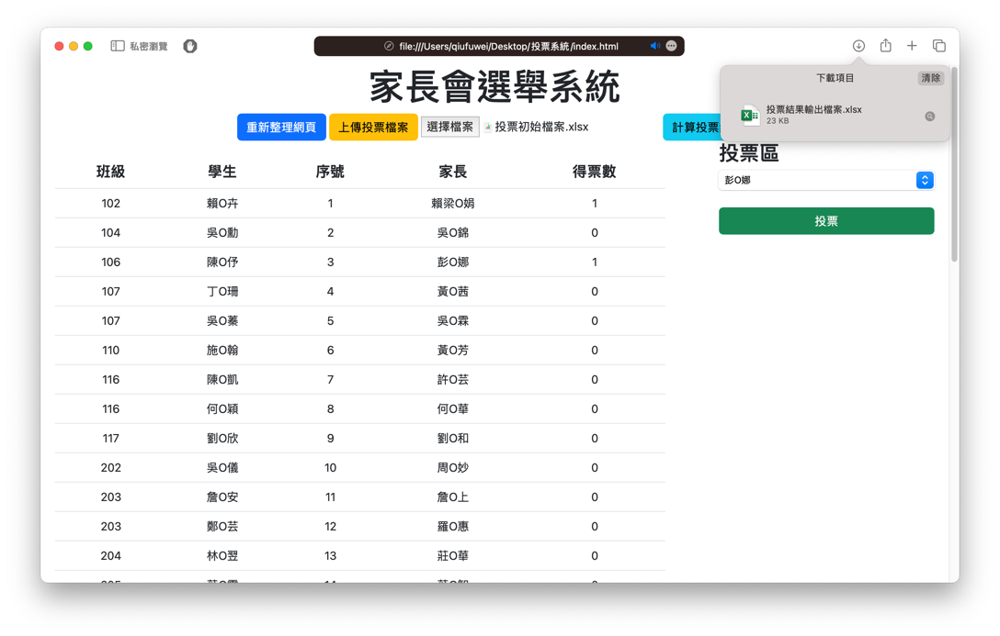 私密瀏覽
file:///Users/qiufuwei/Desktop/投票系統/index.html
家長會選舉系統
下載項目
清除
投票結果輸出檔案.xlsx
23 KB
重新整理網頁
上傳投票檔案
選擇檔案
投票初始檔案.xlsx
計算投票
投票區
彭O娜
投票
班級 學生 序號 家長 得票數
102 賴O卉 1 賴梁O娟 1
104 吳O勳 2 吳O錦 0
106 陳O伃 3 彭O娜 1
107 丁O珊 4 黃O茜 0
107 吳O蓁 5 吳O霖 0
110 施O翰 6 黃O芳 0
116 陳O凱 7 許O芸 0
116 何O穎 8 何O華 0
117 劉O欣 9 劉O和 0
202 吳O儀 10 周O妙 0
203 詹O安 11 詹O上 0
203 鄭O芸 12 羅O惠 0
204 林O翌 13 莊O華 0